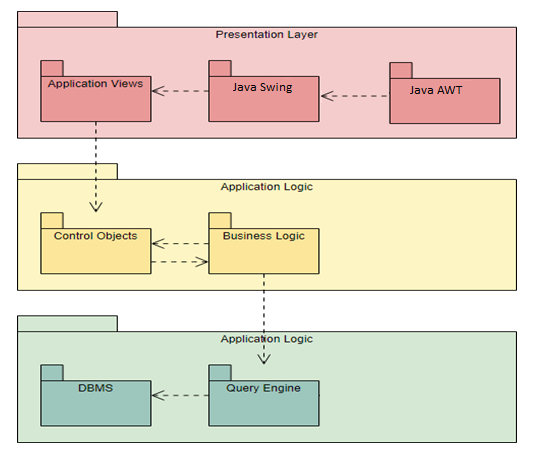 Presentation Layer
Application Views
Java Swing
Java AWT
Application Logic
Control Objects
Business Logic
Application Logic
DBMS
Query Engine